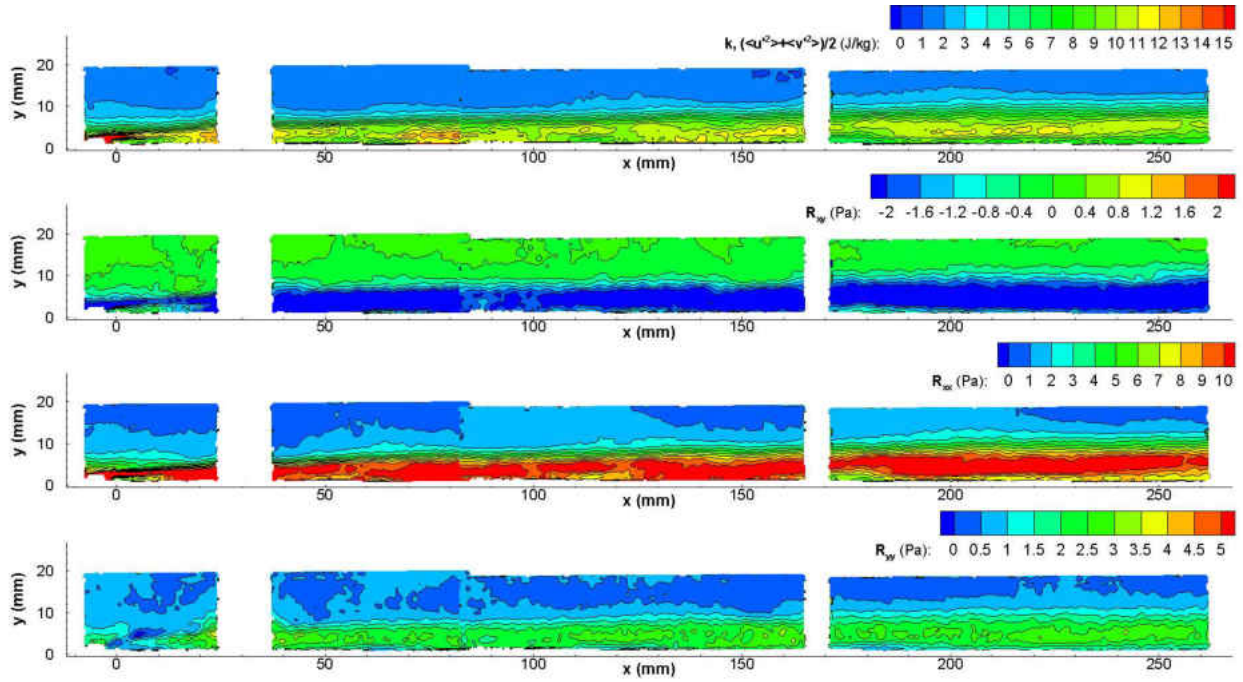 k, (<u'²>+<v'²>)/2 (J/kg):
0 1 2 3 4 5 6 7 8 9 10 11 12 13 14 15
y (mm)
20
10
0
0 50 100 150 200 250
x (mm)
R_xy (Pa):
-2 -1.6 -1.2 -0.8 -0.4 0 0.4 0.8 1.2 1.6 2
y (mm)
20
10
0
0 50 100 150 200 250
x (mm)
R_xx (Pa):
0 1 2 3 4 5 6 7 8 9 10
y (mm)
20
10
0
0 50 100 150 200 250
x (mm)
R_yy (Pa):
0 0.5 1 1.5 2 2.5 3 3.5 4 4.5 5
y (mm)
20
10
0
0 50 100 150 200 250
x (mm)